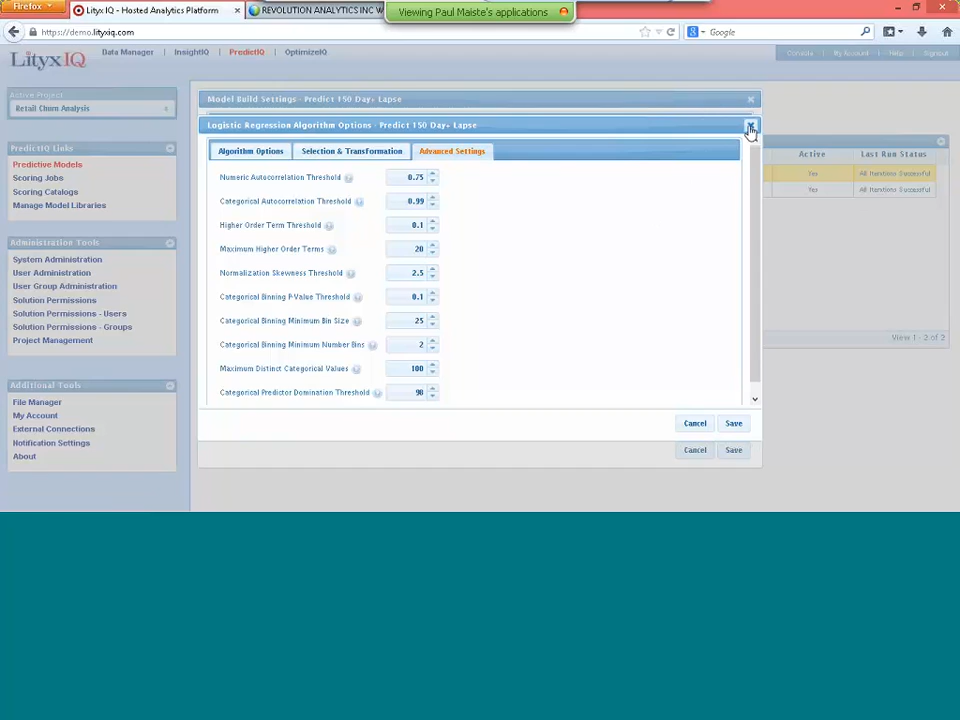 Firefox
Lityx IQ - Hosted Analytics Platform
REVOLUTION ANALYTICS INC W
Viewing Paul Maiste's applications
https://demo.lityxiq.com
Google
LityxIQ
Data Manager
InsightIQ
PredictIQ
OptimizeIQ
Console
My Account
Help
Signout
Active Project
Retail Churn Analysis
PredictIQ Links
Predictive Models
Scoring Jobs
Scoring Catalogs
Manage Model Libraries
Administration Tools
System Administration
User Administration
User Group Administration
Solution Permissions
Solution Permissions - Users
Solution Permissions - Groups
Project Management
Additional Tools
File Manager
My Account
External Connections
Notification Settings
About
Model Build Settings - Predict 150 Day+ Lapse
Logistic Regression Algorithm Options - Predict 150 Day+ Lapse
Algorithm Options
Selection & Transformation
Advanced Settings
Numeric Autocorrelation Threshold 0.75
Categorical Autocorrelation Threshold 0.99
Higher Order Term Threshold 0.1
Maximum Higher Order Terms 20
Normalization Skewness Threshold 2.5
Categorical Binning P-Value Threshold 0.1
Categorical Binning Minimum Bin Size 25
Categorical Binning Minimum Number Bins 2
Maximum Distinct Categorical Values 100
Categorical Predictor Domination Threshold 98
Cancel
Save
Cancel
Save
Active
Last Run Status
Yes
All Iterations Successful
Yes
All Iterations Successful
View 1 - 2 of 2